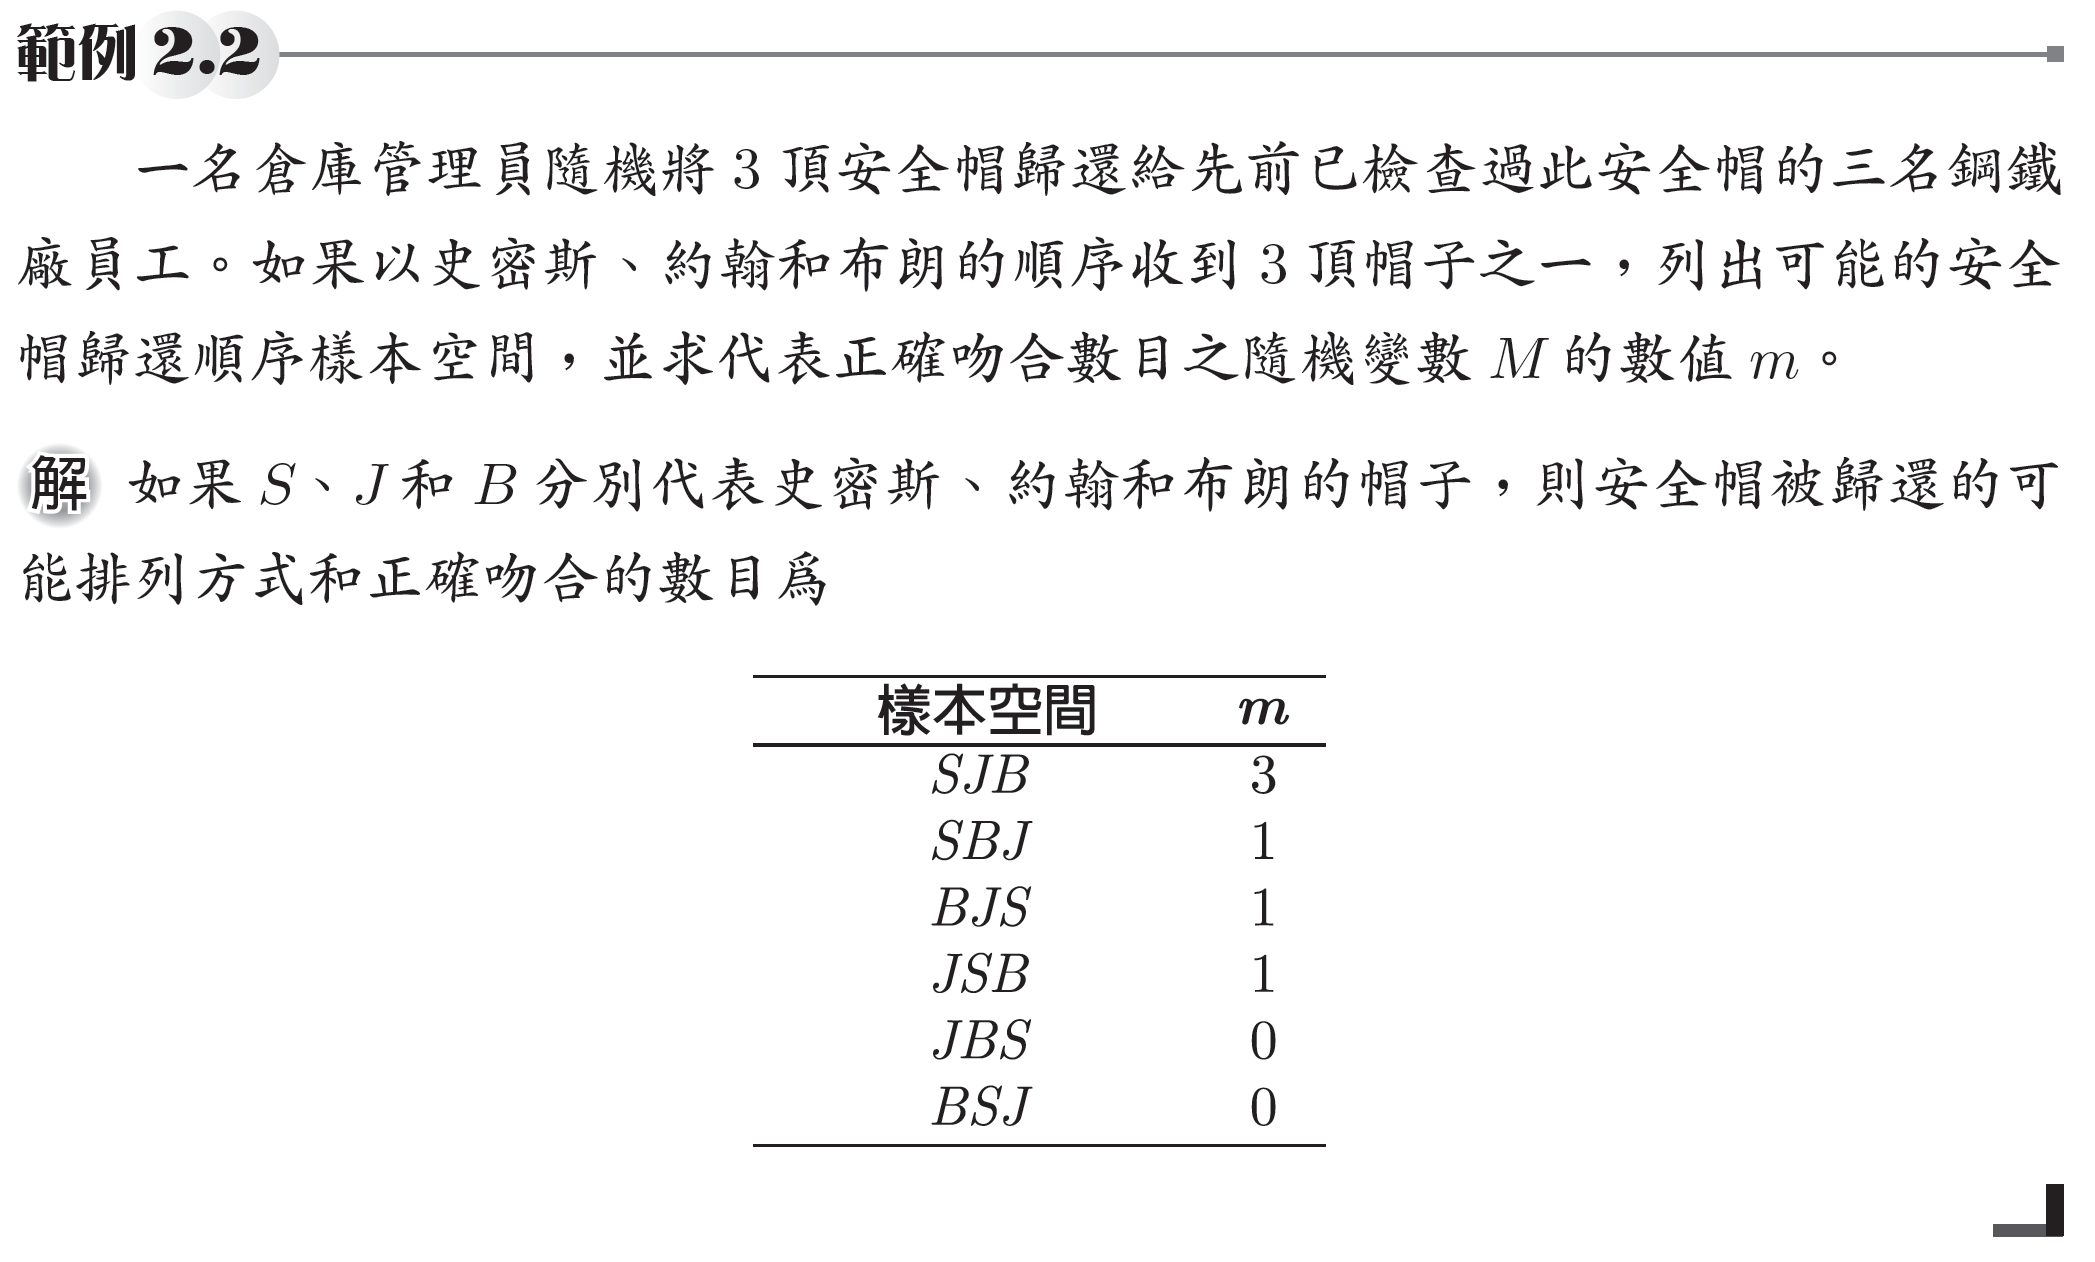 範例 2.2
一名倉庫管理員隨機將 3 頂安全帽歸還給先前已檢查過此安全帽的三名鋼鐵
廠員工。如果以史密斯、約翰和布朗的順序收到 3 頂帽子之一，列出可能的安全
帽歸還順序樣本空間，並求代表正確吻合數目之隨機變數 M 的數值 m。
解 如果 S、J 和 B 分別代表史密斯、約翰和布朗的帽子，則安全帽被歸還的可
能排列方式和正確吻合的數目為
樣本空間 m
SJB 3
SBJ 1
BJS 1
JSB 1
JBS 0
BSJ 0